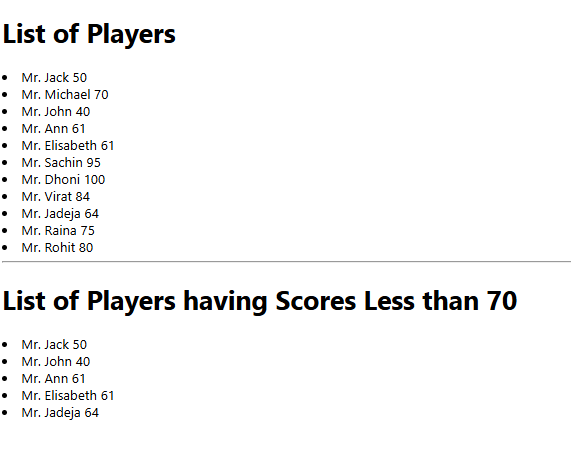 List of Players
Mr. Jack 50
Mr. Michael 70
Mr. John 40
Mr. Ann 61
Mr. Elisabeth 61
Mr. Sachin 95
Mr. Dhoni 100
Mr. Virat 84
Mr. Jadeja 64
Mr. Raina 75
Mr. Rohit 80
List of Players having Scores Less than 70
Mr. Jack 50
Mr. John 40
Mr. Ann 61
Mr. Elisabeth 61
Mr. Jadeja 64